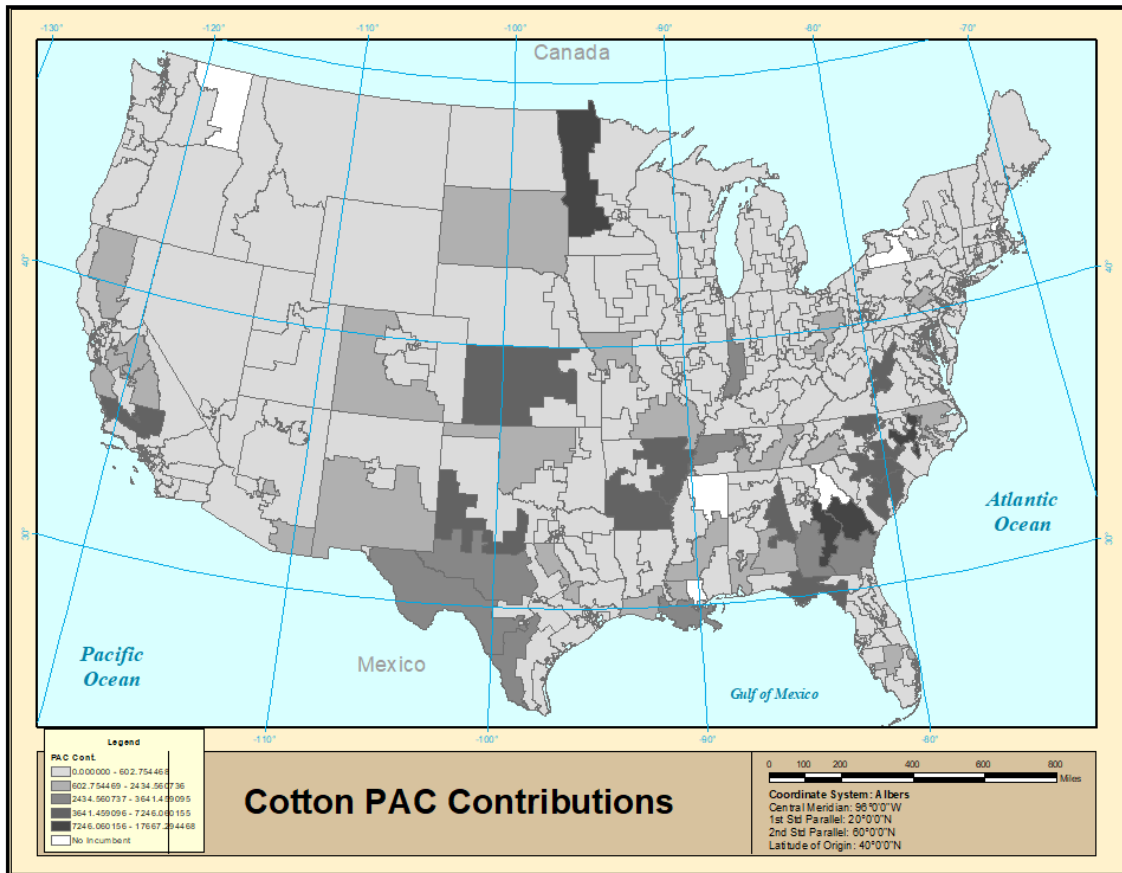 -130°
-120°
-110°
-100°
-90°
-80°
-70°
Canada
40°
40°
30°
30°
Atlantic
Ocean
Pacific
Ocean
Mexico
Gulf of Mexico
-110°
-100°
-90°
-80°
Legend
PAC Cont.
0.000000 - 602.754468
602.754469 - 2434.560736
2434.560737 - 3641.459095
3641.459096 - 7246.060155
7246.060156 - 17667.294468
No Incumbent
Cotton PAC Contributions
0 100 200 400 600 800
Miles
Coordinate System: Albers
Central Meridian: 96°0'0"W
1st Std Parallel: 20°0'0"N
2nd Std Parallel: 60°0'0"N
Latitude of Origin: 40°0'0"N